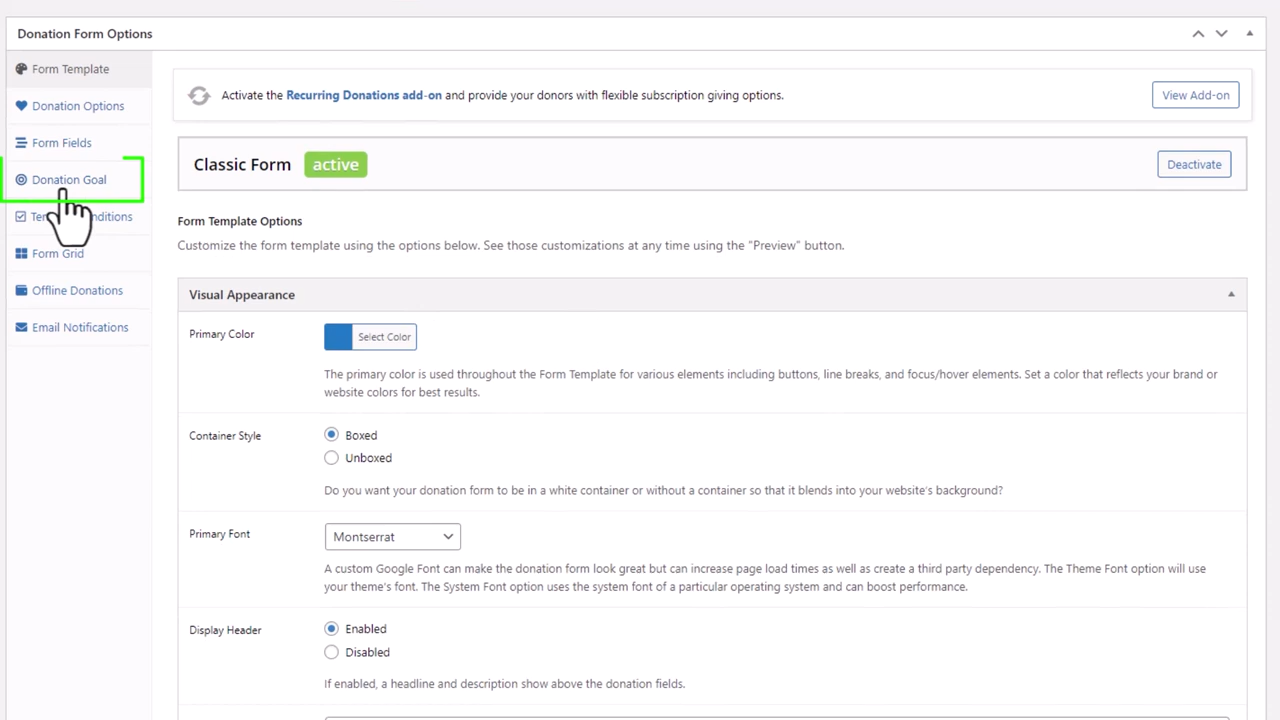 Donation Form Options
Form Template
Donation Options
Form Fields
Donation Goal
Te nditions
Form Grid
Offline Donations
Email Notifications
Activate the Recurring Donations add-on and provide your donors with flexible subscription giving options.
View Add-on
Classic Form active
Deactivate
Form Template Options
Customize the form template using the options below. See those customizations at any time using the "Preview" button.
Visual Appearance
Primary Color
Select Color
The primary color is used throughout the Form Template for various elements including buttons, line breaks, and focus/hover elements. Set a color that reflects your brand or
website colors for best results.
Container Style
Boxed
Unboxed
Do you want your donation form to be in a white container or without a container so that it blends into your website's background?
Primary Font
Montserrat
A custom Google Font can make the donation form look great but can increase page load times as well as create a third party dependency. The Theme Font option will use
your theme's font. The System Font option uses the system font of a particular operating system and can boost performance.
Display Header
Enabled
Disabled
If enabled, a headline and description show above the donation fields.